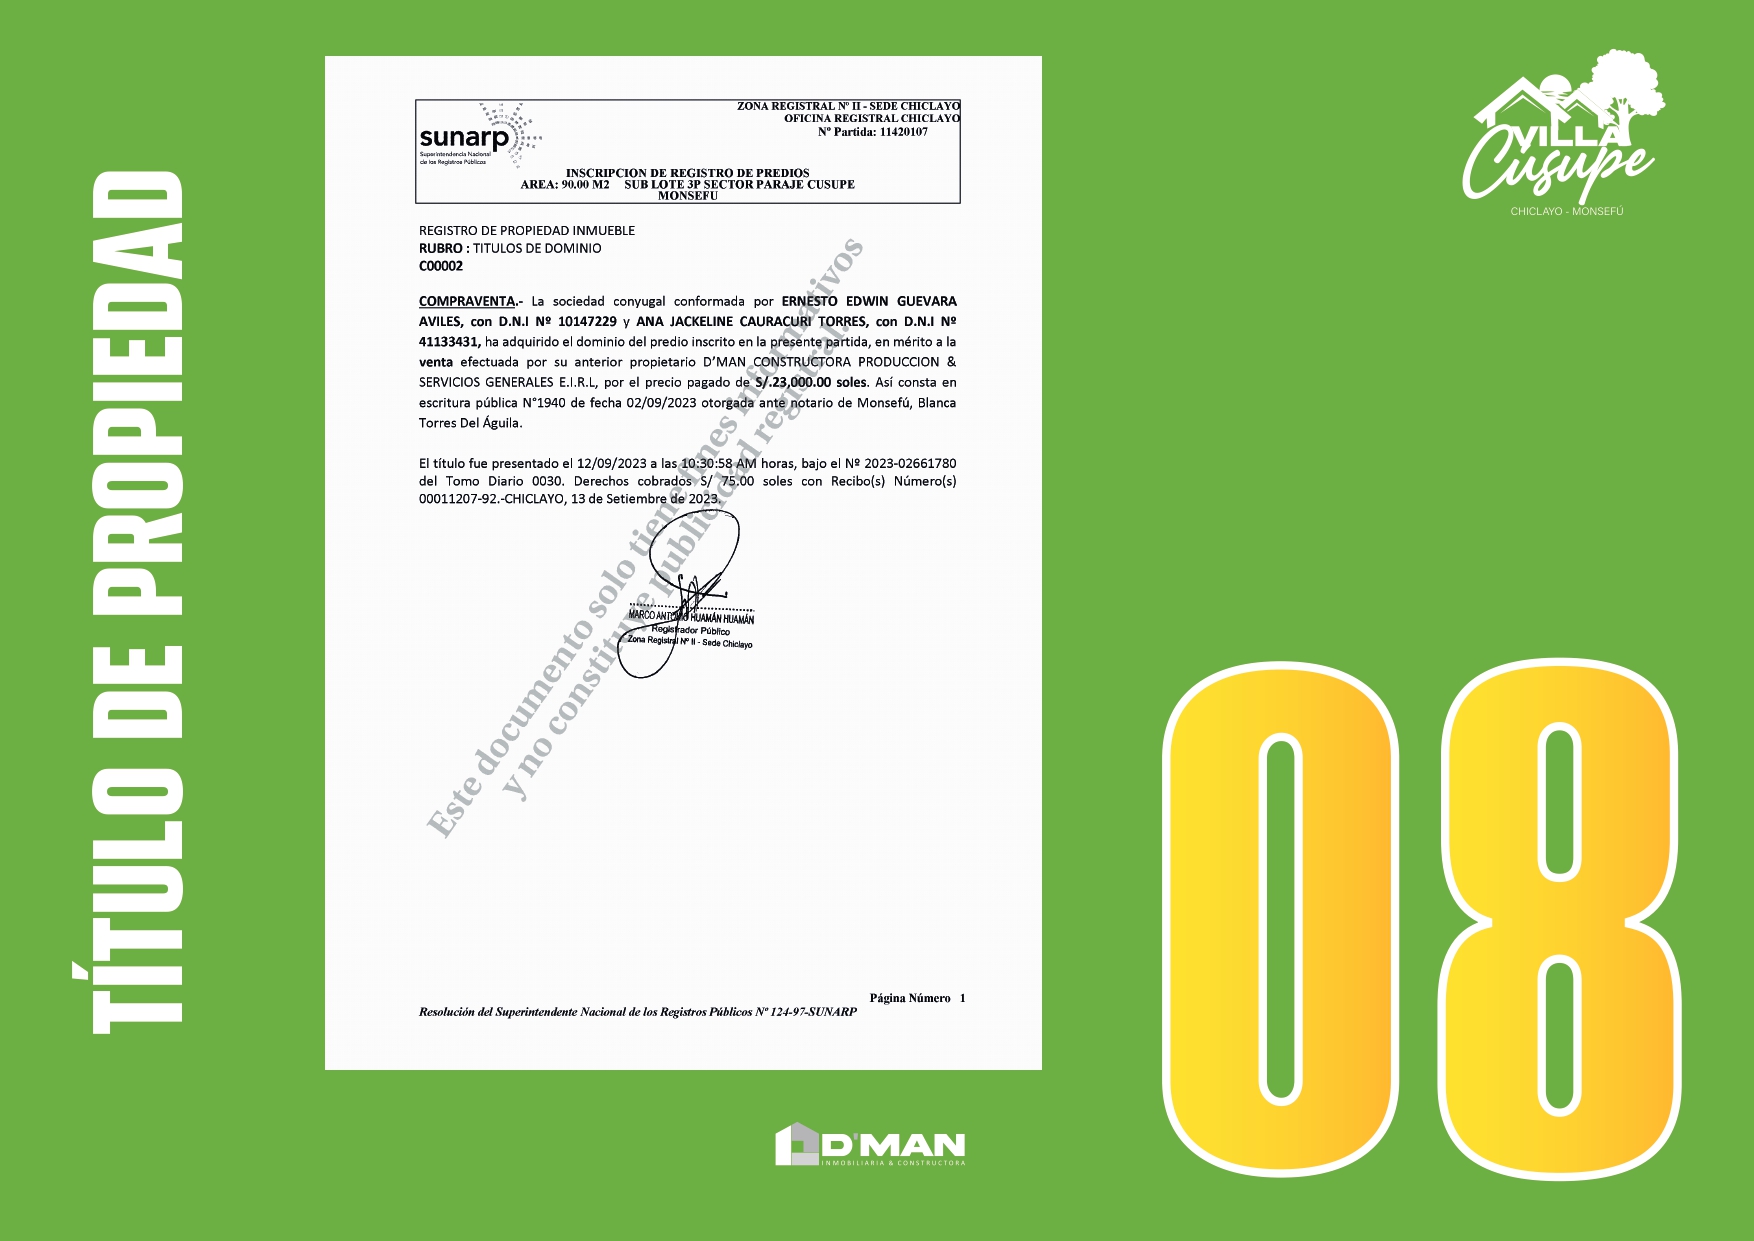 TÍTULO DE PROPIEDAD
sunarp
Superintendencia Nacional
de los Registros Públicos
ZONA REGISTRAL Nº II - SEDE CHICLAYO
OFICINA REGISTRAL CHICLAYO
Nº Partida: 11420107
INSCRIPCION DE REGISTRO DE PREDIOS
AREA: 90.00 M2 SUB LOTE 3P SECTOR PARAJE CUSUPE
MONSEFU
REGISTRO DE PROPIEDAD INMUEBLE
RUBRO : TITULOS DE DOMINIO
C00002
COMPRAVENTA.- La sociedad conyugal conformada por ERNESTO EDWIN GUEVARA
AVILES, con D.N.I Nº 10147229 y ANA JACKELINE CAURACURI TORRES, con D.N.I Nº
41133431, ha adquirido el dominio del predio inscrito en la presente partida, en mérito a la
venta efectuada por su anterior propietario D'MAN CONSTRUCTORA PRODUCCION &
SERVICIOS GENERALES E.I.R.L, por el precio pagado de S/.23,000.00 soles. Así consta en
escritura pública N°1940 de fecha 02/09/2023 otorgada ante notario de Monsefú, Blanca
Torres Del Águila.
El título fue presentado el 12/09/2023 a las 10:30:58 AM horas, bajo el Nº 2023-02661780
del Tomo Diario 0030. Derechos cobrados S/ 75.00 soles con Recibo(s) Número(s)
00011207-92.-CHICLAYO, 13 de Setiembre de 2023.
Este documento solo tiene fines informativos
y no constituye publicidad registral.
MARCO ANTONIO HUAMÁN HUAMÁN
Registrador Público
Zona Registral Nº II - Sede Chiclayo
Página Número 1
Resolución del Superintendente Nacional de los Registros Públicos Nº 124-97-SUNARP
VILLA
Cusupe
CHICLAYO - MONSEFÚ
08
D'MAN
INMOBILIARIA & CONSTRUCTORA